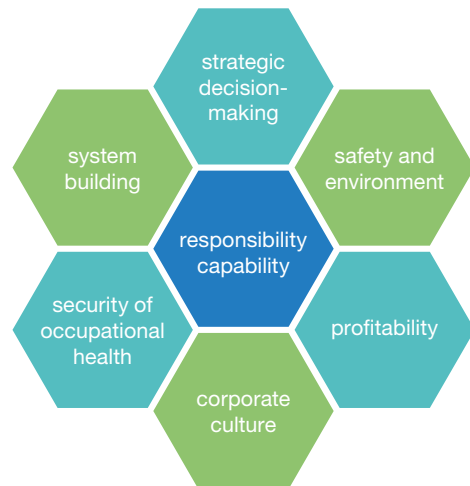 strategic
decision-
making
system
building
safety and
environment
responsibility
capability
security of
occupational
health
profitability
corporate
culture